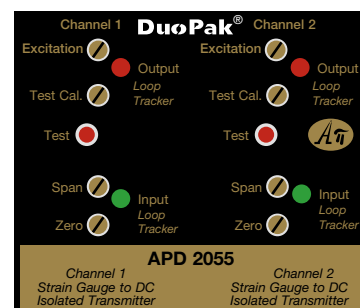 Channel 1 DuoPak® Channel 2
Excitation Excitation
Output Output
Loop Loop
Test Cal. Tracker Test Cal. Tracker
Test Test Aπ
Span Span
Input Input
Loop Loop
Zero Tracker Zero Tracker
APD 2055
Channel 1 Channel 2
Strain Gauge to DC Strain Gauge to DC
Isolated Transmitter Isolated Transmitter